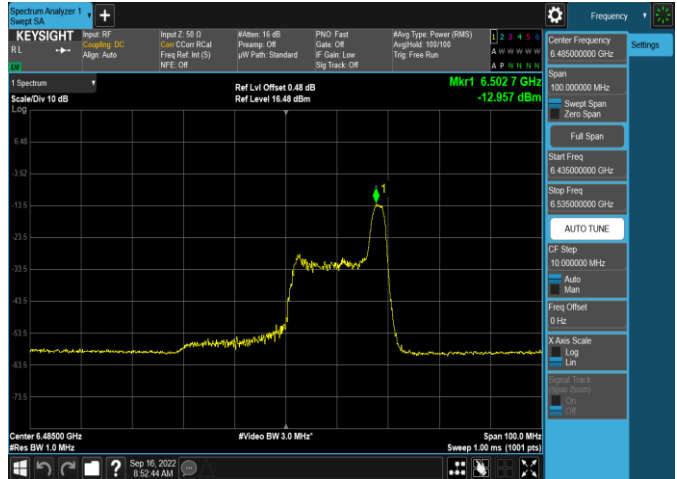 Spectrum Analyzer 1
Swept SA
Frequency
KEYSIGHT
R L
Input: RF
Coupling: DC
Align: Auto
Input Z: 50 Ω
Corr CCorr RCal
Freq Ref: Int (S)
NFE: Off
#Atten: 16 dB
Preamp: Off
µW Path: Standard
PNO: Fast
Gate: Off
IF Gain: Low
Sig Track: Off
#Avg Type: Power (RMS)
Avg|Hold: 100/100
Trig: Free Run
1 2 3 4 5 6
A W W W W W
A P N N N N
Center Frequency
6.485000000 GHz
Settings
1 Spectrum
Scale/Div 10 dB
Log
Ref Lvl Offset 0.48 dB
Ref Level 16.48 dBm
Mkr1 6.502 7 GHz
-12.957 dBm
Span
100.000000 MHz
Swept Span
Zero Span
Full Span
Start Freq
6.435000000 GHz
Stop Freq
6.535000000 GHz
AUTO TUNE
CF Step
10.000000 MHz
Auto
Man
Freq Offset
0 Hz
X Axis Scale
Log
Lin
Signal Track
(Span Zoom)
On
Off
6.48
-3.52
-13.5
-23.5
-33.5
-43.5
-53.5
-63.5
-73.5
1
Center 6.48500 GHz
#Res BW 1.0 MHz
#Video BW 3.0 MHz*
Span 100.0 MHz
Sweep 1.00 ms (1001 pts)
Sep 16, 2022
8:52:44 AM